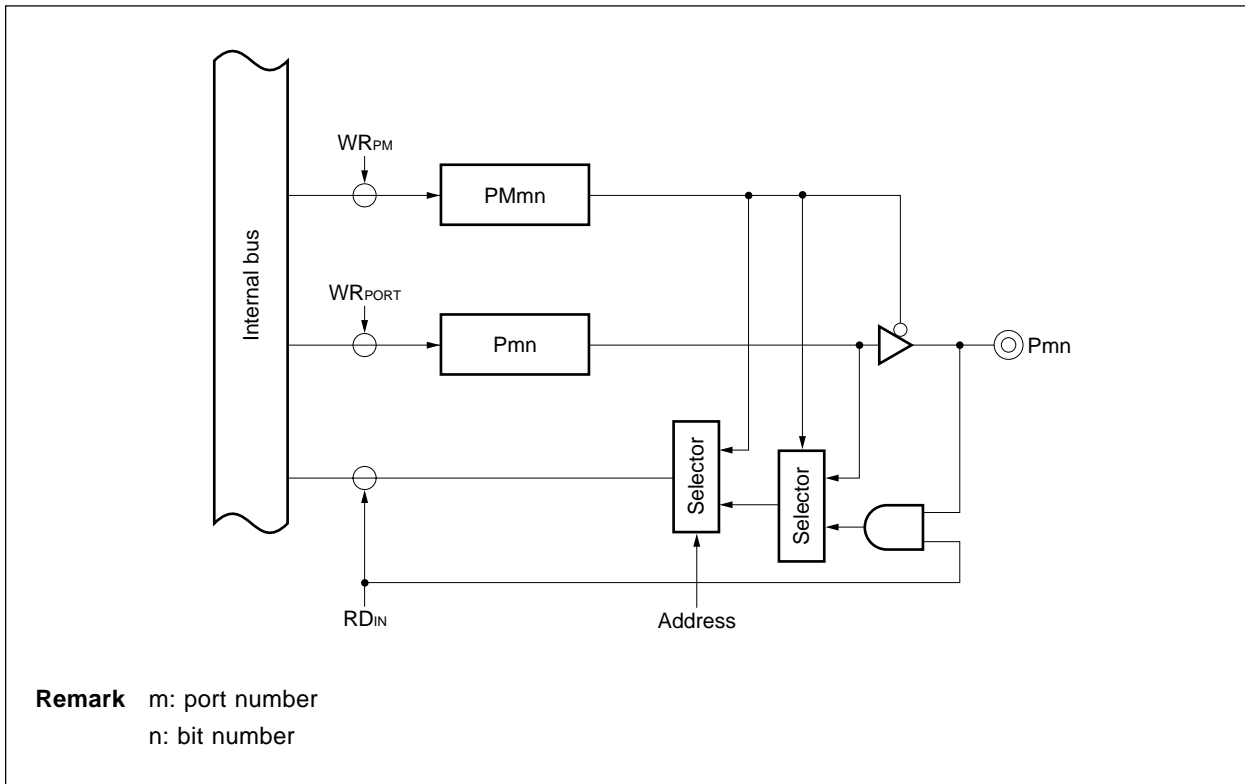 WRPM
PMmn
Internal bus
WRPORT
Pmn
Pmn
Selector
Selector
RDIN
Address
Remark m: port number
n: bit number